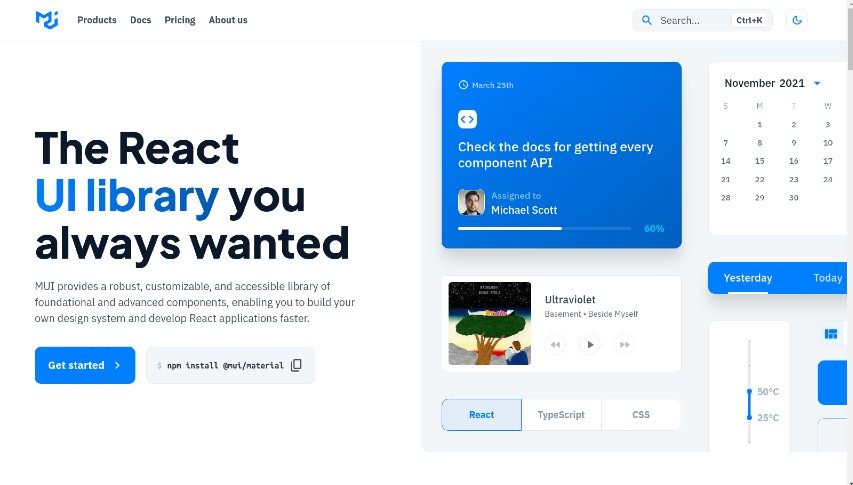 Products Docs Pricing About us
Search... Ctrl+K
The React
UI library you
always wanted
MUI provides a robust, customizable, and accessible library of
foundational and advanced components, enabling you to build your
own design system and develop React applications faster.
Get started
$ npm install @mui/material
March 25th
Check the docs for getting every
component API
Assigned to
Michael Scott
60%
Ultraviolet
Basement • Beside Myself
React TypeScript CSS
November 2021
S M T W
1 2 3
7 8 9 10
14 15 16 17
21 22 23 24
28 29 30
Yesterday Today
50°C
25°C